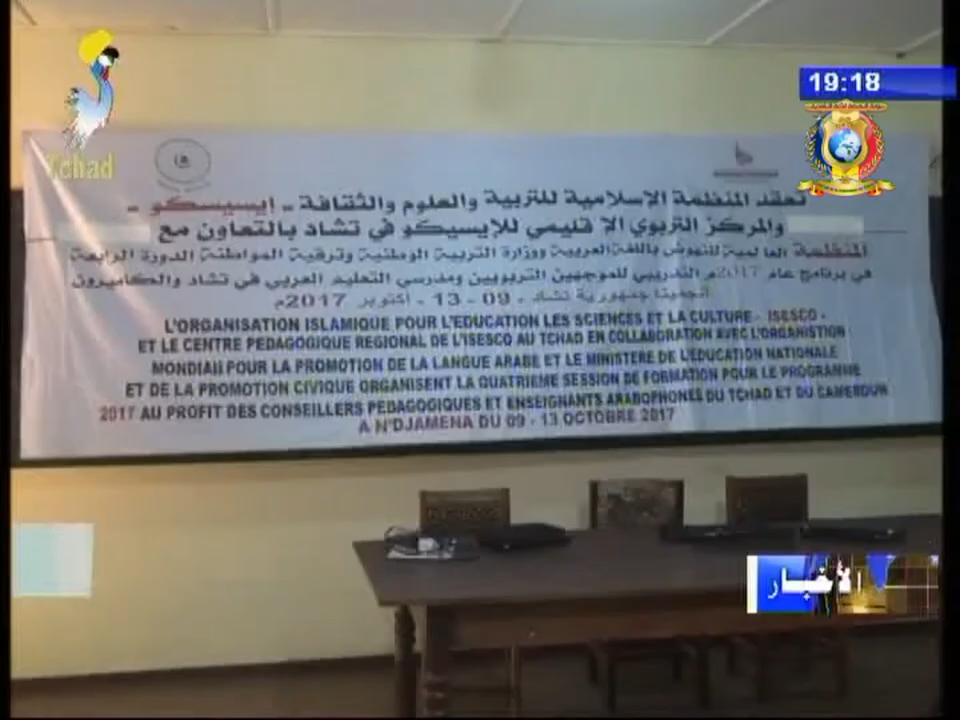 19:18
Tchad
تعقد المنظمة الإسلامية للتربية والعلوم والثقافة - إيسيسكو -
والمركز التربوي الإقليمي للإيسيسكو في تشاد بالتعاون مع
المنظمة العالمية للنهوض باللغة العربية ووزارة التربية الوطنية وترقية المواطنة الدورة الرابعة
في برنامج عام 2017م التدريبي للموجهين التربويين ومدرسي التعليم العربي في تشاد والكاميرون
انجمينا جمهورية تشاد - 09 - 13 - أكتوبر 2017م
L'ORGANISATION ISLAMIQUE POUR L'EDUCATION LES SCIENCES ET LA CULTURE - ISESCO -
ET LE CENTRE PEDAGOGIQUE REGIONAL DE L'ISESCO AU TCHAD EN COLLABORATION AVEC L'ORGANISTION
MONDIAL POUR LA PROMOTION DE LA LANGUE ARABE ET LE MINISTERE DE L'EDUCATION NATIONALE
ET DE LA PROMOTION CIVIQUE ORGANISENT LA QUATRIEME SESSION DE FORMATION POUR LE PROGRAMME
2017 AU PROFIT DES CONSEILLERS PEDAGOGIQUES ET ENSEIGNANTS ARABOPHONES DU TCHAD ET DU CAMEROUN
A N'DJAMENA DU 09 - 13 OCTOBRE 2017
الأخبار